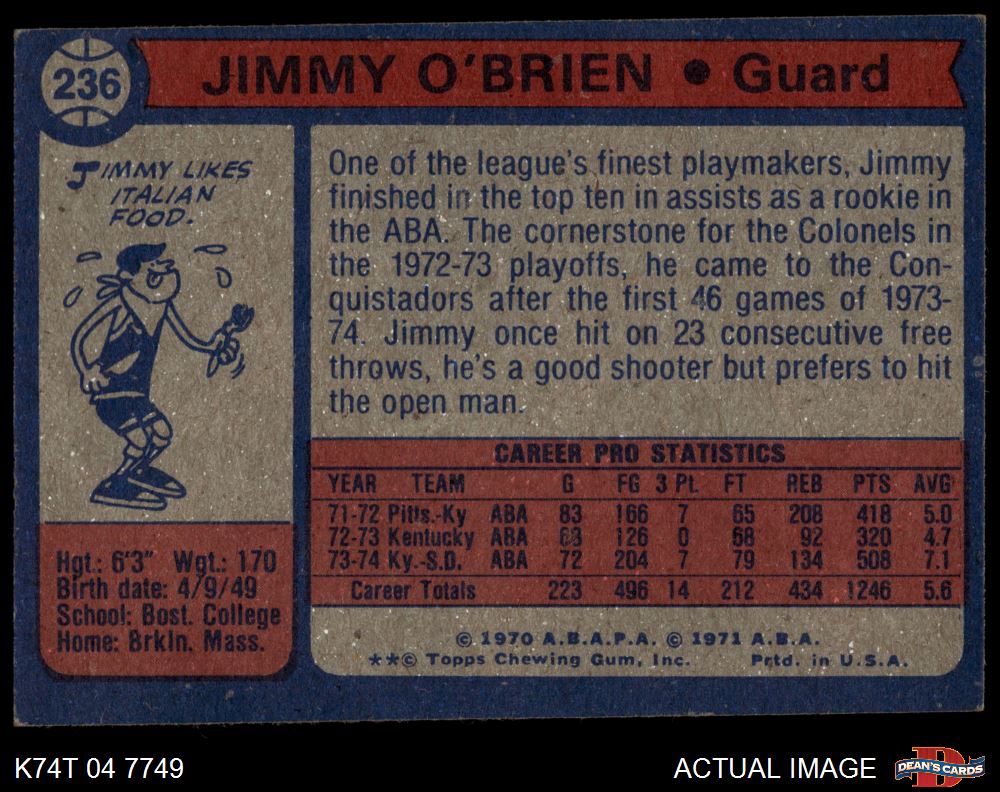 236
JIMMY O'BRIEN • Guard
JIMMY LIKES
ITALIAN
FOOD.
One of the league's finest playmakers, Jimmy
finished in the top ten in assists as a rookie in
the ABA. The cornerstone for the Colonels in
the 1972-73 playoffs, he came to the Con-
quistadors after the first 46 games of 1973-
74. Jimmy once hit on 23 consecutive free
throws, he's a good shooter but prefers to hit
the open man.
Hgt.: 6'3" Wgt.: 170
Birth date: 4/9/49
School: Bost. College
Home: Brkln. Mass.
CAREER PRO STATISTICS
YEAR TEAM G FG 3 Pt. FT REB PTS AVG
71-72 Pitts.-Ky ABA 83 166 7 65 208 418 5.0
72-73 Kentucky ABA 68 126 0 68 92 320 4.7
73-74 Ky.-S.D. ABA 72 204 7 79 134 508 7.1
Career Totals 223 496 14 212 434 1246 5.6
© 1970 A.B.A.P.A. © 1971 A.B.A.
**© Topps Chewing Gum, Inc. Prtd. in U.S.A.
K74T 04 7749
ACTUAL IMAGE
D
DEAN'S CARDS